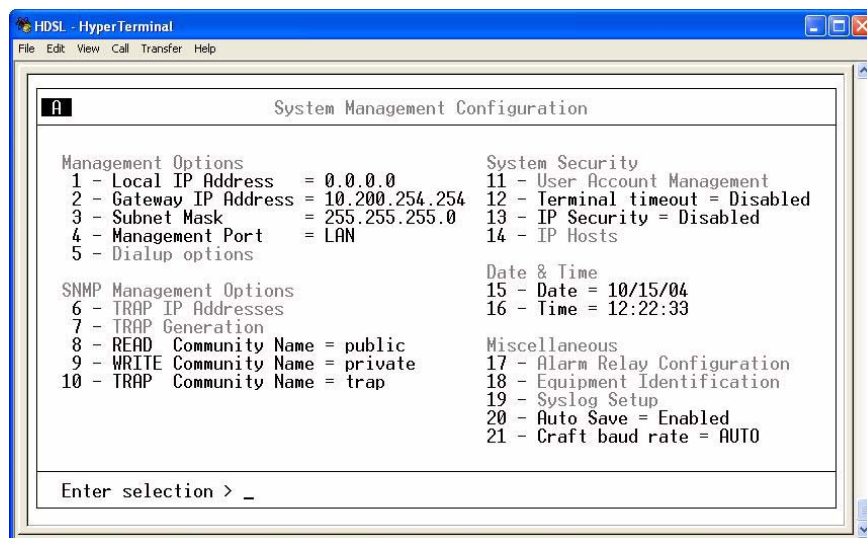 HDSL - HyperTerminal
File Edit View Call Transfer Help
A System Management Configuration
Management Options
1 - Local IP Address = 0.0.0.0
2 - Gateway IP Address = 10.200.254.254
3 - Subnet Mask = 255.255.255.0
4 - Management Port = LAN
5 - Dialup options
SNMP Management Options
6 - TRAP IP Addresses
7 - TRAP Generation
8 - READ Community Name = public
9 - WRITE Community Name = private
10 - TRAP Community Name = trap
System Security
11 - User Account Management
12 - Terminal timeout = Disabled
13 - IP Security = Disabled
14 - IP Hosts
Date & Time
15 - Date = 10/15/04
16 - Time = 12:22:33
Miscellaneous
17 - Alarm Relay Configuration
18 - Equipment Identification
19 - Syslog Setup
20 - Auto Save = Enabled
21 - Craft baud rate = AUTO
Enter selection > _